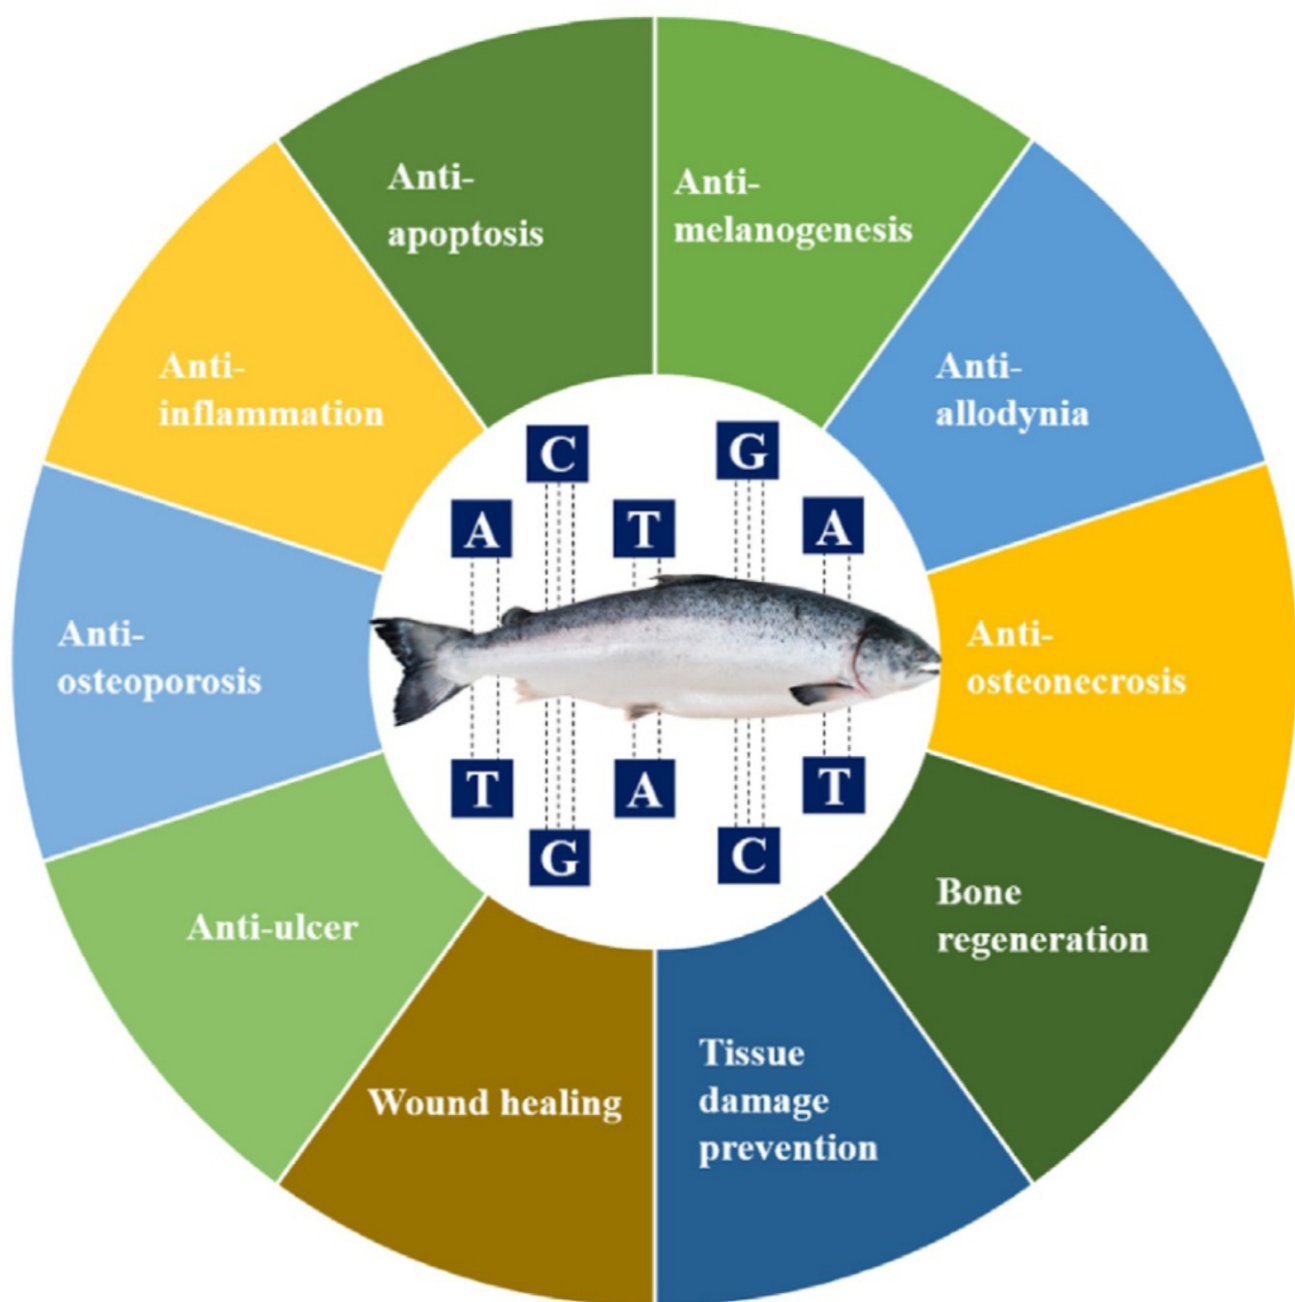 Anti-
apoptosis
Anti-
melanogenesis
Anti-
inflammation
Anti-
allodynia
C
G
A
T
A
Anti-
osteoporosis
Anti-
osteonecrosis
T
A
T
G
C
Anti-ulcer
Bone
regeneration
Wound healing
Tissue
damage
prevention